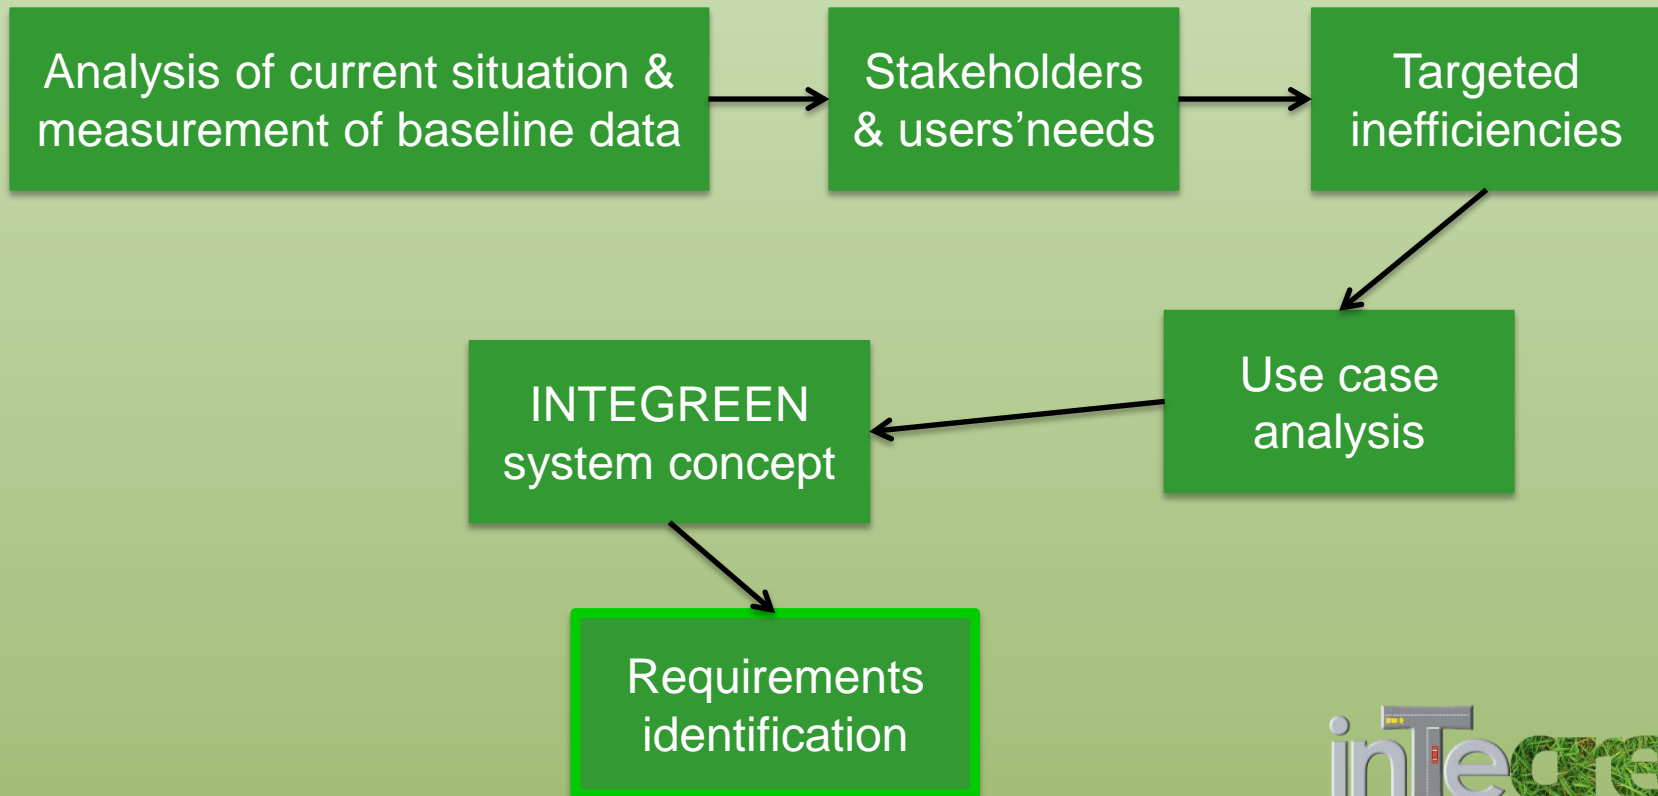 Analysis of current situation &
measurement of baseline data
Stakeholders
& users'needs
Targeted
inefficiencies
Use case
analysis
INTEGREEN
system concept
Requirements
identification